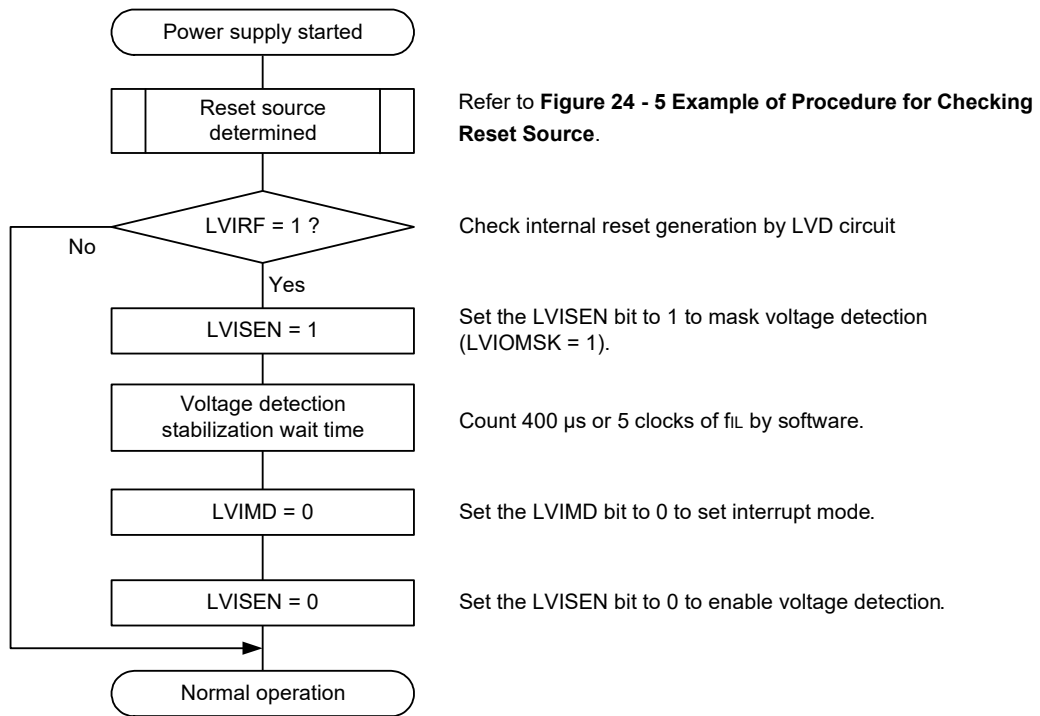 Power supply started
Reset source
determined
Refer to Figure 24 - 5 Example of Procedure for Checking
Reset Source.
LVIRF = 1 ?
Check internal reset generation by LVD circuit
No
Yes
LVISEN = 1
Set the LVISEN bit to 1 to mask voltage detection
(LVIOMSK = 1).
Voltage detection
stabilization wait time
Count 400 µs or 5 clocks of fIL by software.
LVIMD = 0
Set the LVIMD bit to 0 to set interrupt mode.
LVISEN = 0
Set the LVISEN bit to 0 to enable voltage detection.
Normal operation